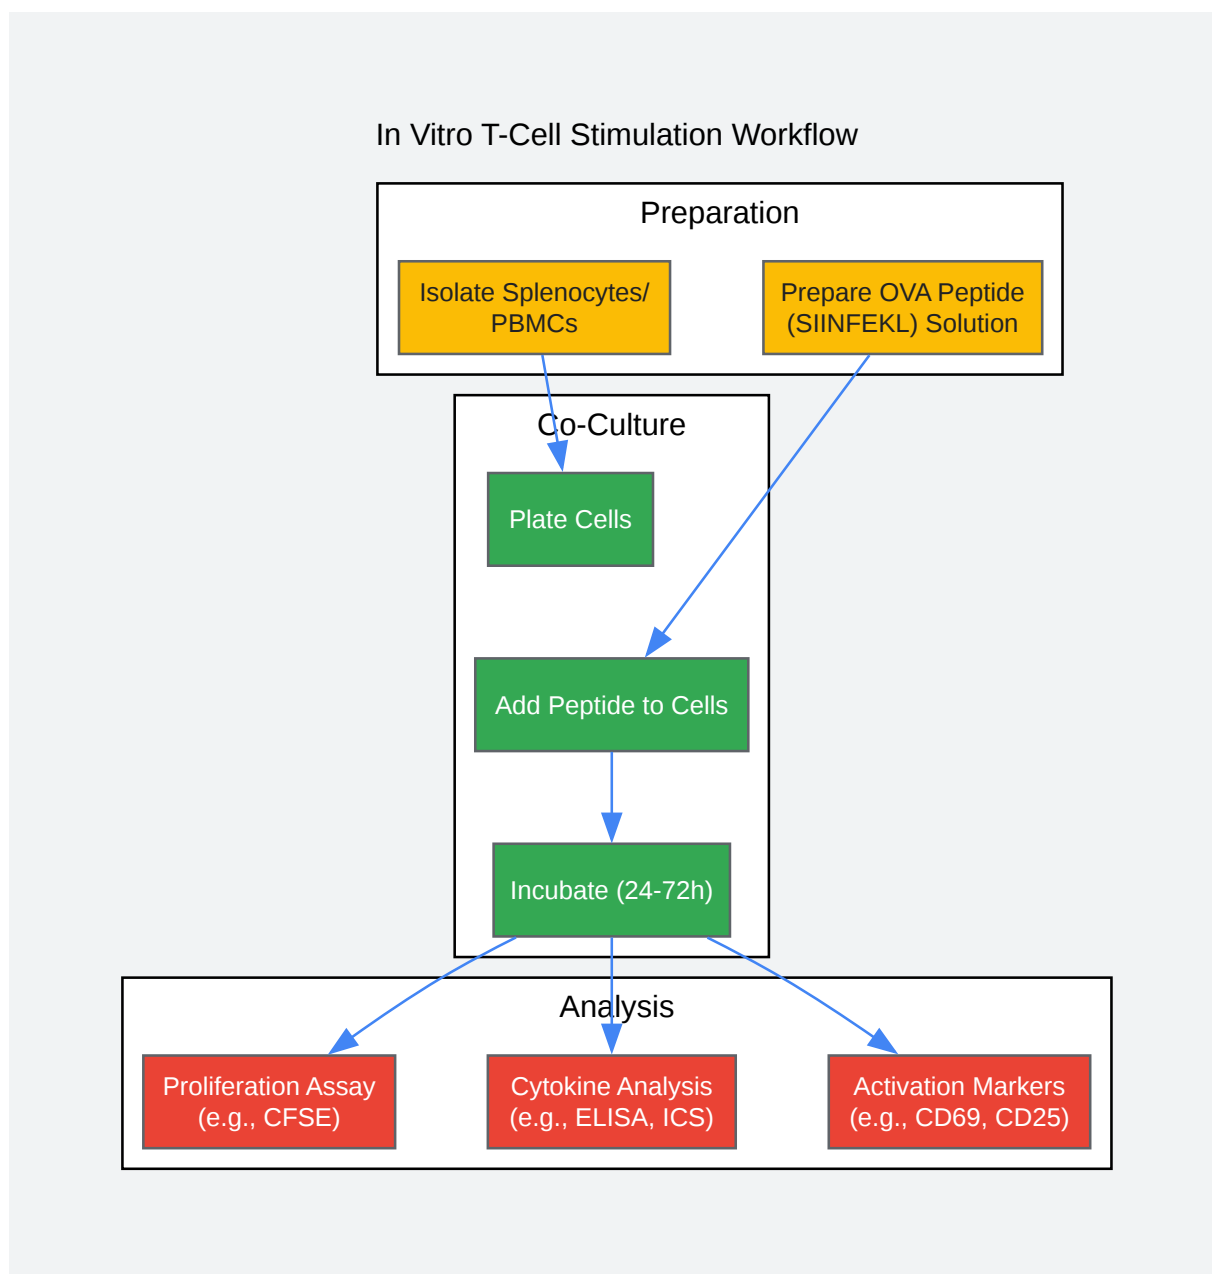 In Vitro T-Cell Stimulation Workflow
Preparation
Isolate Splenocytes/
PBMCs
Prepare OVA Peptide
(SIINFEKL) Solution
Co-Culture
Plate Cells
Add Peptide to Cells
Incubate (24-72h)
Analysis
Proliferation Assay
(e.g., CFSE)
Cytokine Analysis
(e.g., ELISA, ICS)
Activation Markers
(e.g., CD69, CD25)